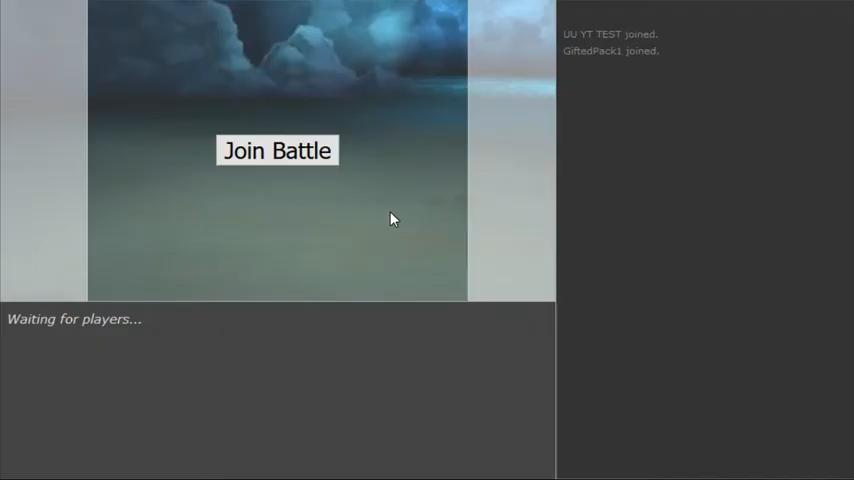 UU YT TEST joined.
GiftedPack1 joined.
Join Battle
Waiting for players...